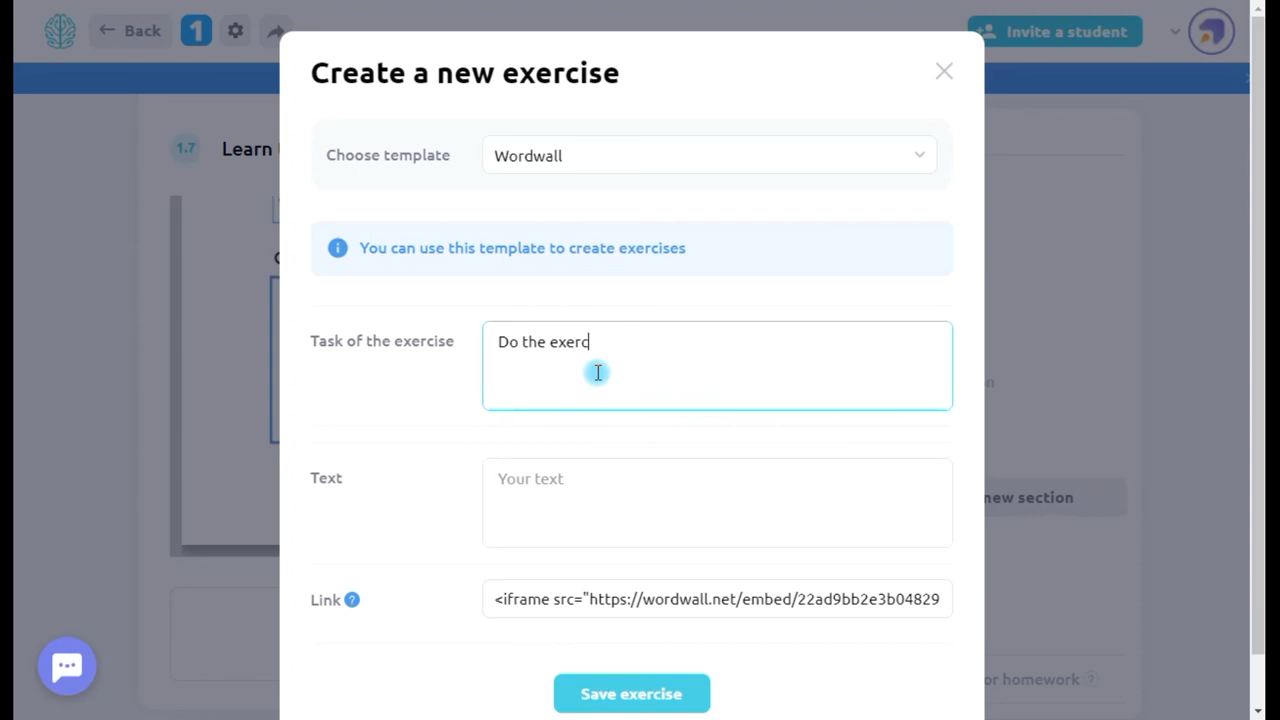 Back
1
Invite a student
Create a new exercise
1.7
Learn
Choose template
Wordwall
You can use this template to create exercises
Task of the exercise
Do the exerc
Text
Your text
new section
Link
?
<iframe src="https://wordwall.net/embed/22ad9bb2e3b04829
or homework
?
Save exercise